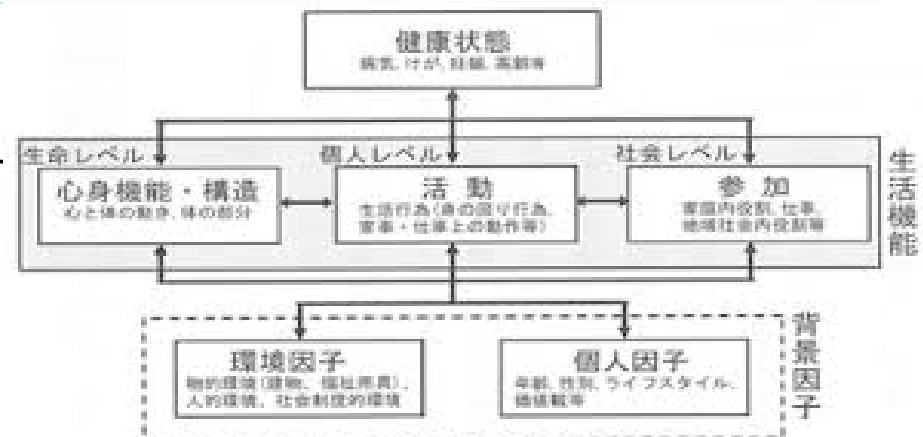 健康状態
病気, けが, 妊娠, 高齢等
生命レベル
個人レベル
社会レベル
生活機能
心身機能・構造
心と体の動き, 体の部分
活動
生活行為(身の回り行為,
家事・仕事上の動作等)
参加
家庭内役割, 仕事,
地域社会内役割等
背景因子
環境因子
物的環境(建物、福祉用具)、
人的環境、社会制度的環境
個人因子
年齢, 性別, ライフスタイル,
価値観等